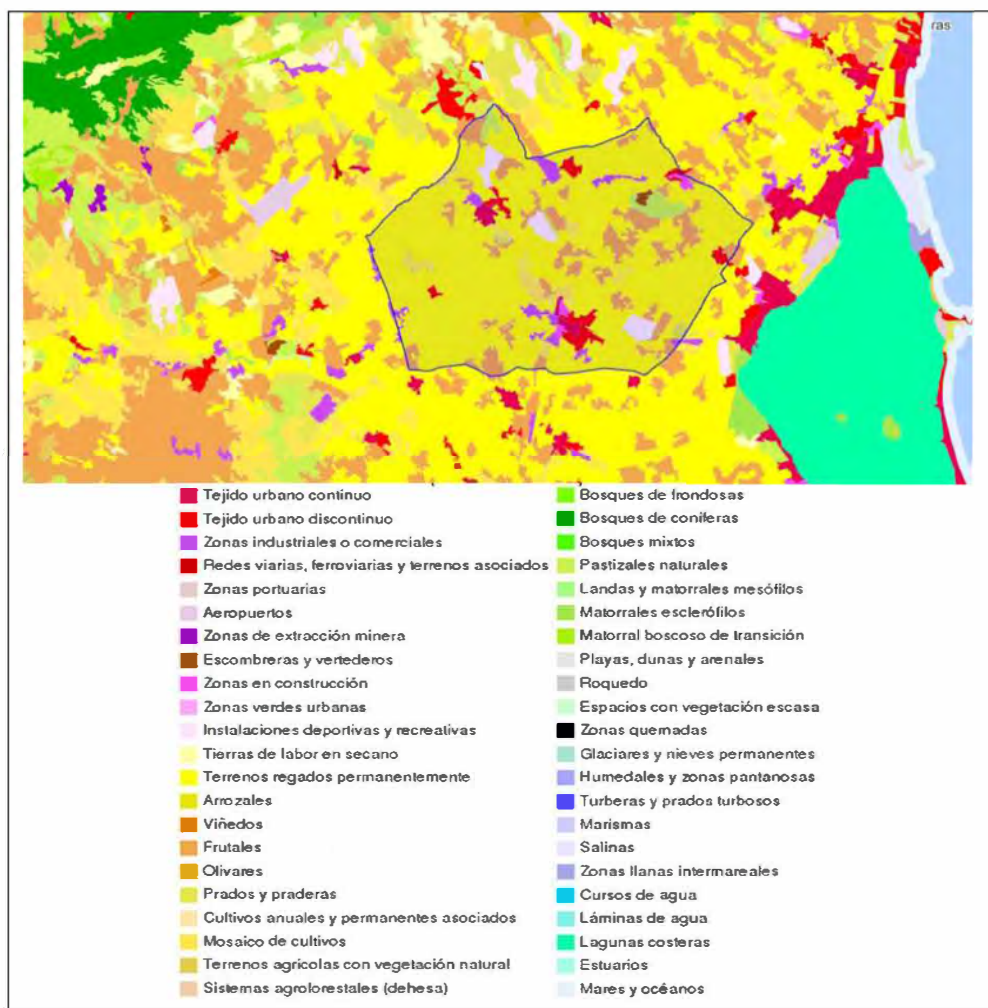 ras
Tejido urbano continuo
Tejido urbano discontinuo
Zonas industriales o comerciales
Redes viarias, ferroviarias y terrenos asociados
Zonas portuarias
Aeropuertos
Zonas de extracción minera
Escombreras y vertederos
Zonas en construcción
Zonas verdes urbanas
Instalaciones deportivas y recreativas
Tierras de labor en secano
Terrenos regados permanentemente
Arrozales
Viñedos
Frutales
Olivares
Prados y praderas
Cultivos anuales y permanentes asociados
Mosaico de cultivos
Terrenos agrícolas con vegetación natural
Sistemas agroforestales (dehesa)
Bosques de frondosas
Bosques de coníferas
Bosques mixtos
Pastizales naturales
Landas y matorrales mesófilos
Matorrales esclerófilos
Matorral boscoso de transición
Playas, dunas y arenales
Roquedo
Espacios con vegetación escasa
Zonas quemadas
Glaciares y nieves permanentes
Humedales y zonas pantanosas
Turberas y prados turbosos
Marismas
Salinas
Zonas llanas intermareales
Cursos de agua
Láminas de agua
Lagunas costeras
Estuarios
Mares y océanos